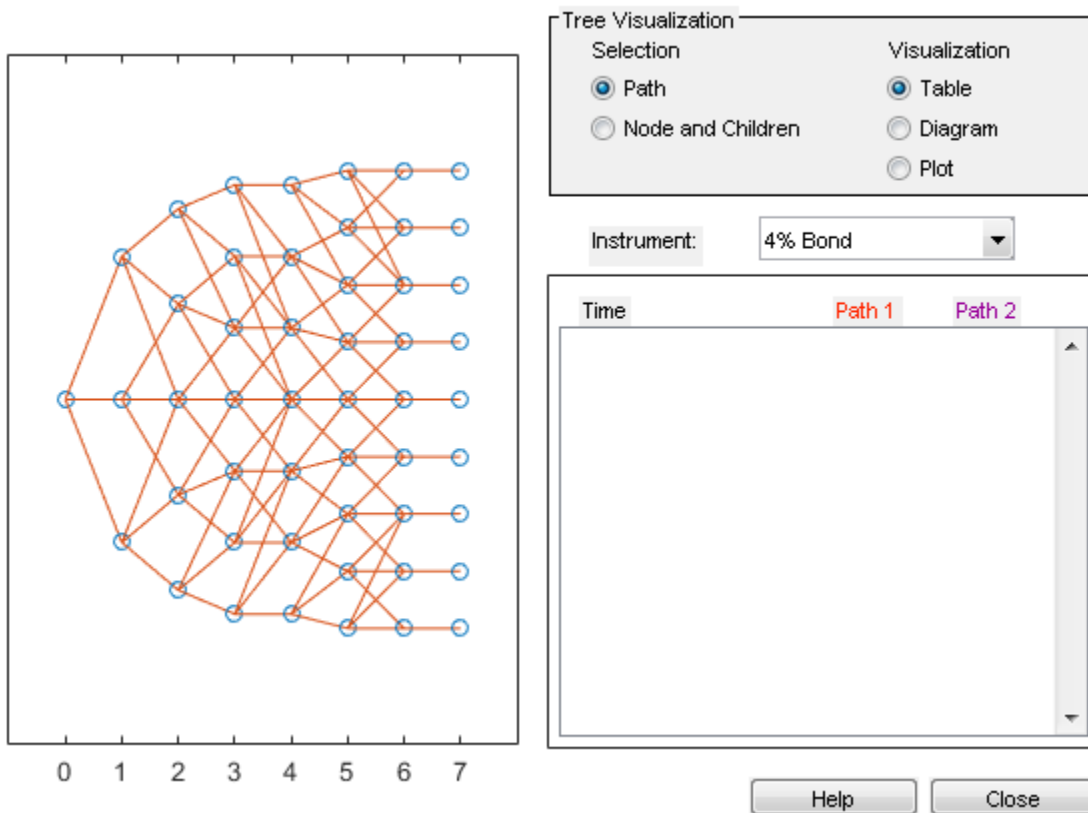 Tree Visualization
Selection
Visualization
Path
Table
Node and Children
Diagram
Plot
Instrument:
4% Bond
Time
Path 1
Path 2
0 1 2 3 4 5 6 7
Help
Close